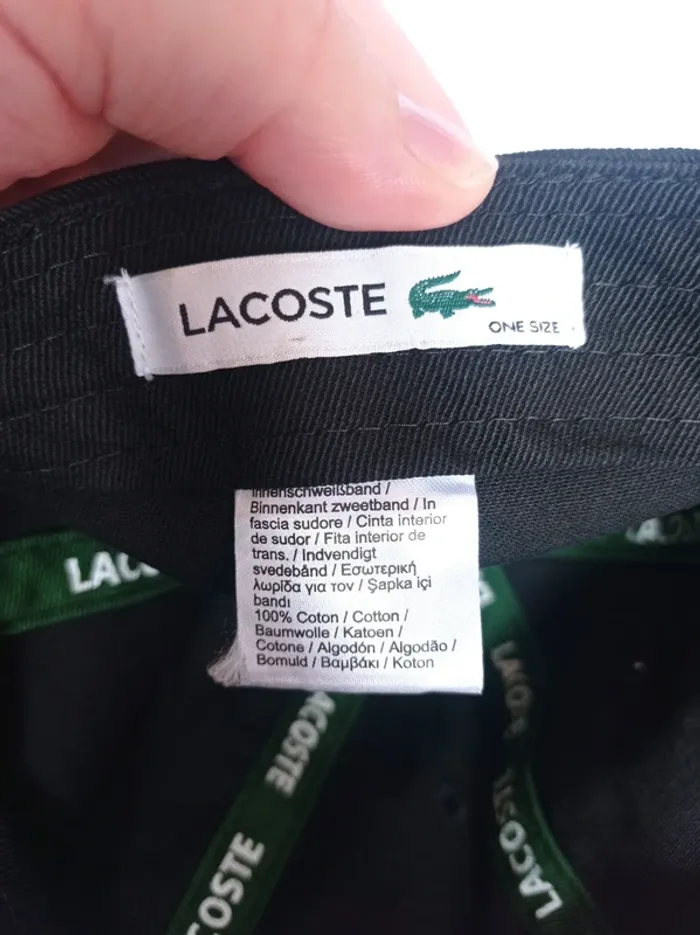 LACOSTE
ONE SIZE
Innenschweißband /
Binnenkant zweetband / In
fascia sudore / Cinta interior
de sudor / Fita interior de
trans. / Indvendigt
svedebånd / Εσωτερική
λωρίδα για τον / Şapka içi
bandı
100% Coton / Cotton /
Baumwolle / Katoen /
Cotone / Algodón / Algodão /
Bomuld / Βαμβάκι / Koton
LACOSTE
LACOSTE
LACOSTE